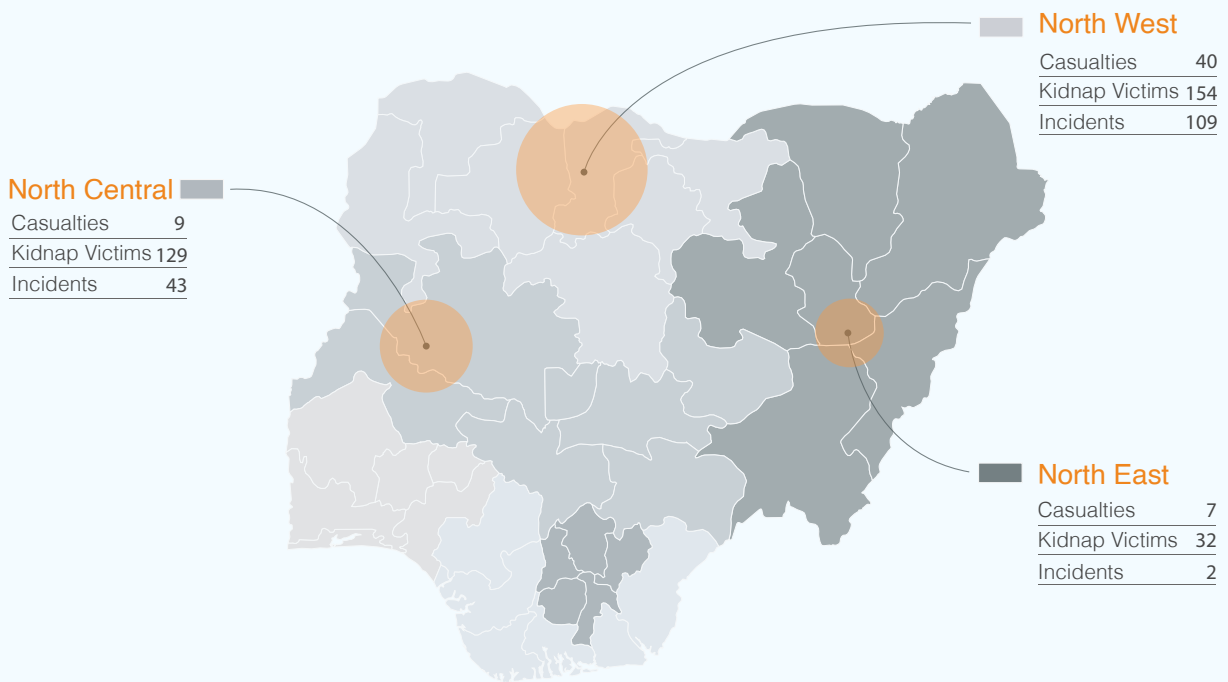 North West
Casualties 40
Kidnap Victims 154
Incidents 109
North Central
Casualties 9
Kidnap Victims 129
Incidents 43
North East
Casualties 7
Kidnap Victims 32
Incidents 2